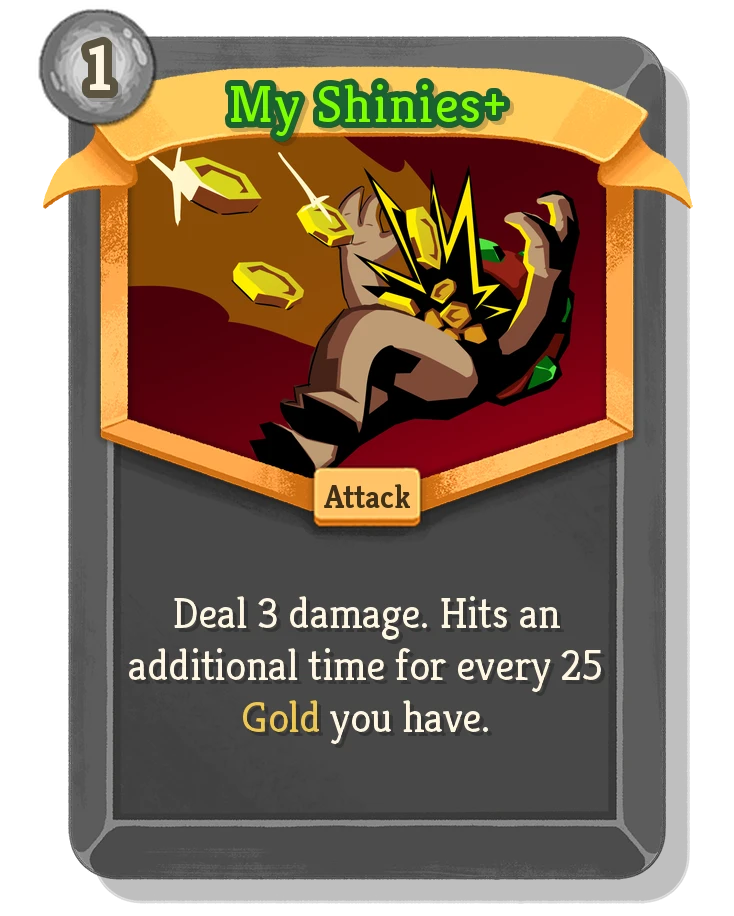 1
My Shinies+
Attack
Deal 3 damage. Hits an
additional time for every 25
Gold you have.